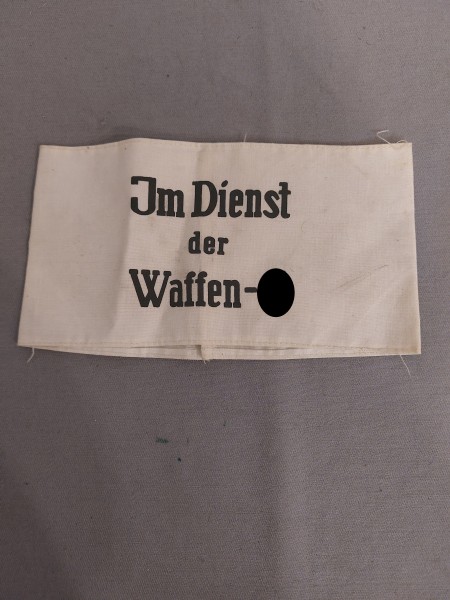 Im Dienst
der
Waffen-